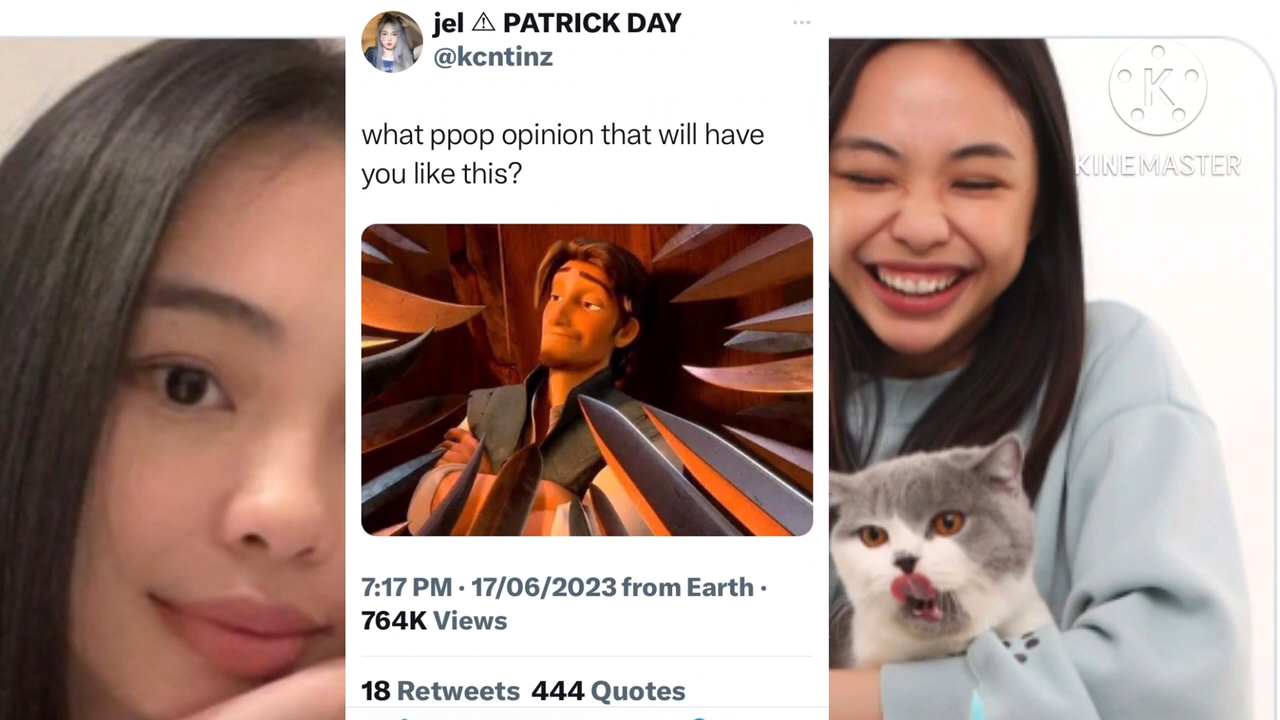 jel ⚠ PATRICK DAY
@kcntinz
what ppop opinion that will have
you like this?
7:17 PM · 17/06/2023 from Earth ·
764K Views
18 Retweets 444 Quotes
K
KINEMASTER